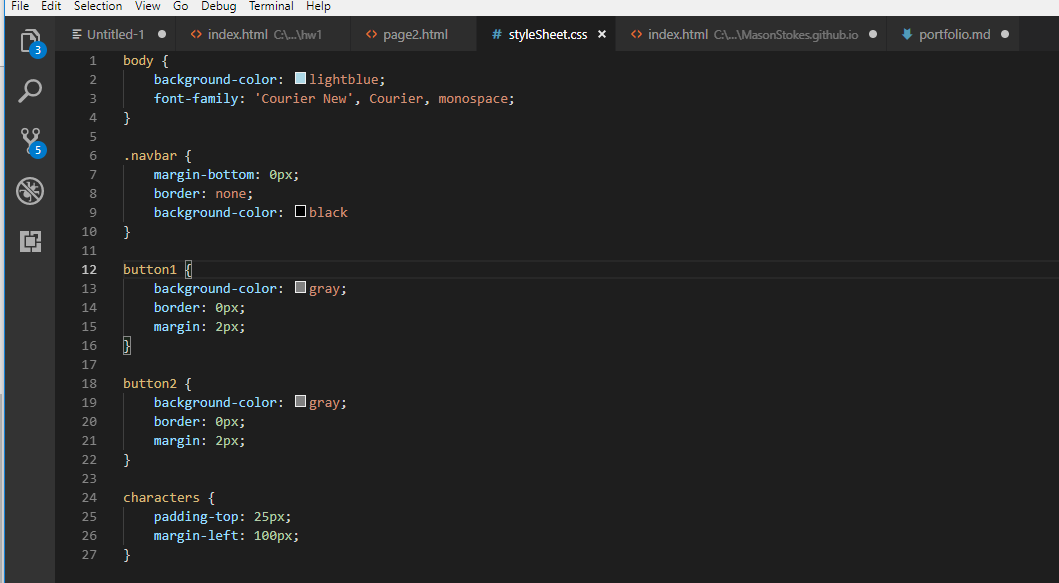 File Edit Selection View Go Debug Terminal Help
Untitled-1 index.html C:\...\hw1 page2.html styleSheet.css index.html C:\...\MasonStokes.github.io portfolio.md
3
5
1 body {
2 background-color: lightblue;
3 font-family: 'Courier New', Courier, monospace;
4 }
5
6 .navbar {
7 margin-bottom: 0px;
8 border: none;
9 background-color: black
10 }
11
12 button1 {
13 background-color: gray;
14 border: 0px;
15 margin: 2px;
16 }
17
18 button2 {
19 background-color: gray;
20 border: 0px;
21 margin: 2px;
22 }
23
24 characters {
25 padding-top: 25px;
26 margin-left: 100px;
27 }